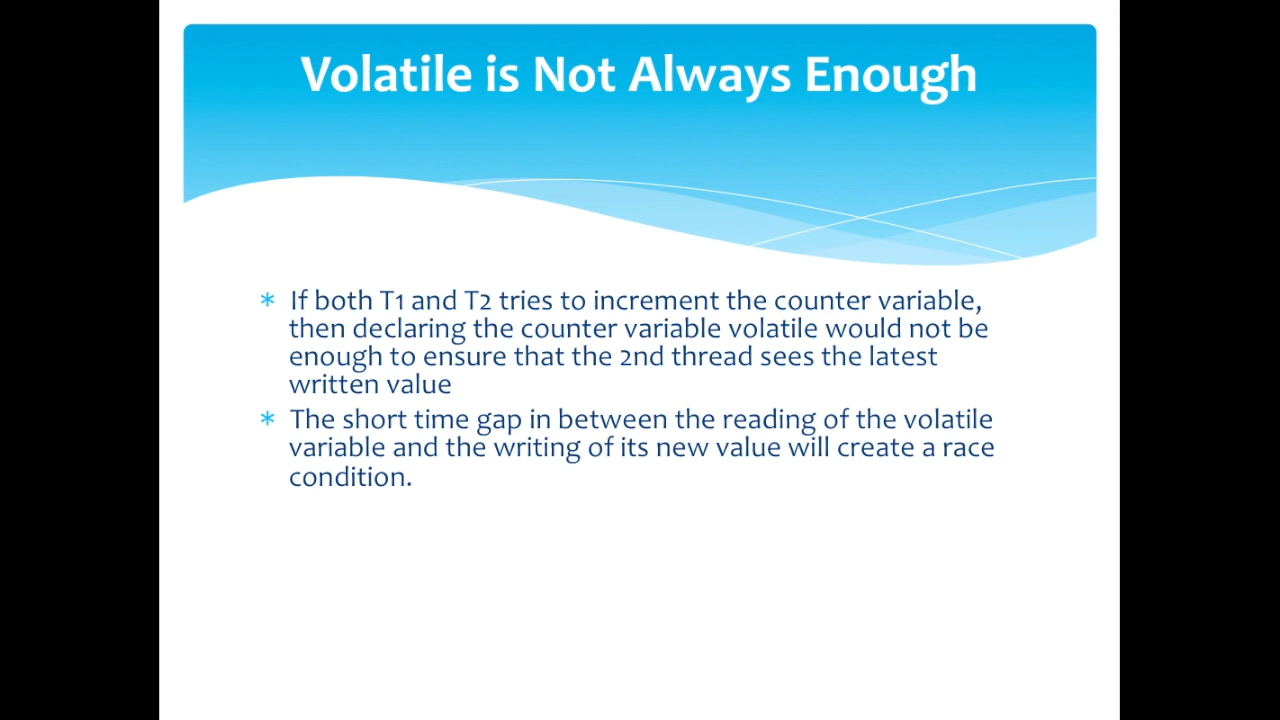 Volatile is Not Always Enough
* If both T1 and T2 tries to increment the counter variable,
then declaring the counter variable volatile would not be
enough to ensure that the 2nd thread sees the latest
written value
* The short time gap in between the reading of the volatile
variable and the writing of its new value will create a race
condition.